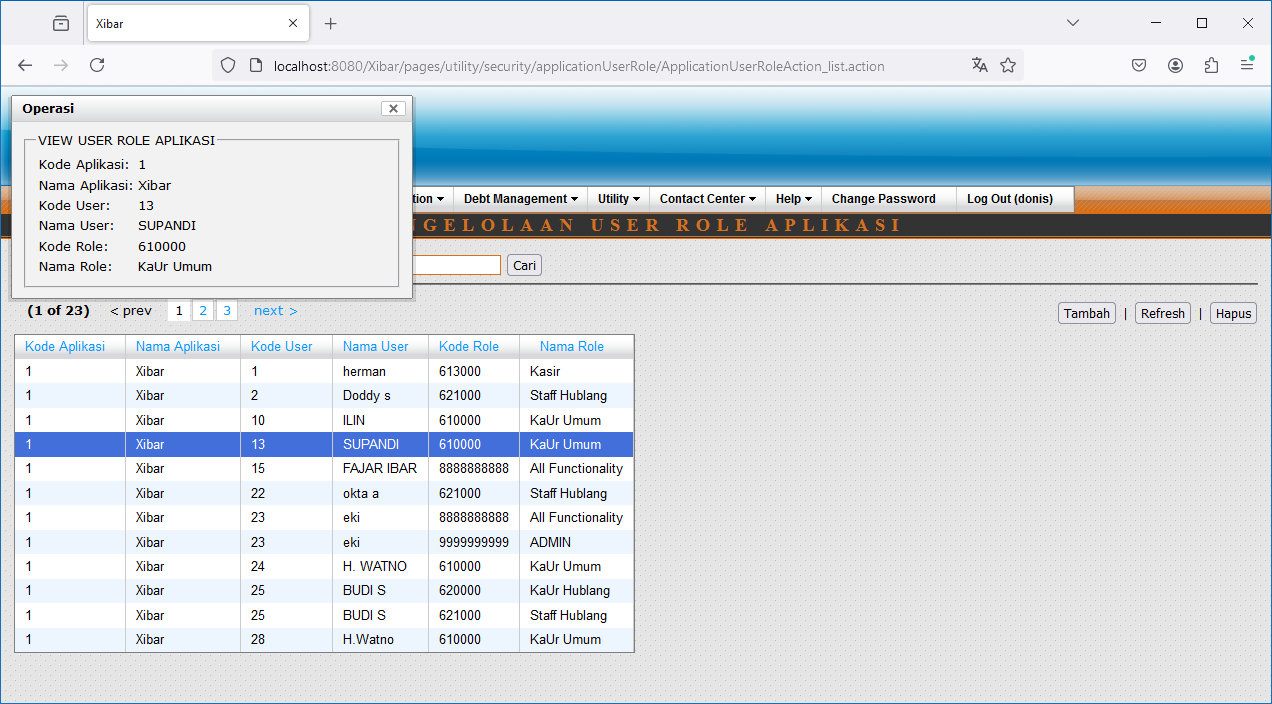 Xibar
localhost:8080/Xibar/pages/utility/security/applicationUserRole/ApplicationUserRoleAction_list.action
Operasi
VIEW USER ROLE APLIKASI
Kode Aplikasi: 1
Nama Aplikasi: Xibar
Kode User: 13
Nama User: SUPANDI
Kode Role: 610000
Nama Role: KaUr Umum
tion Debt Management Utility Contact Center Help Change Password Log Out (donis)
NGELOLAAN USER ROLE APLIKASI
Cari
(1 of 23) < prev 1 2 3 next >
Tambah | Refresh | Hapus
Kode Aplikasi Nama Aplikasi Kode User Nama User Kode Role Nama Role
1 Xibar 1 herman 613000 Kasir
1 Xibar 2 Doddy s 621000 Staff Hublang
1 Xibar 10 ILIN 610000 KaUr Umum
1 Xibar 13 SUPANDI 610000 KaUr Umum
1 Xibar 15 FAJAR IBAR 8888888888 All Functionality
1 Xibar 22 okta a 621000 Staff Hublang
1 Xibar 23 eki 8888888888 All Functionality
1 Xibar 23 eki 9999999999 ADMIN
1 Xibar 24 H. WATNO 610000 KaUr Umum
1 Xibar 25 BUDI S 620000 KaUr Hublang
1 Xibar 25 BUDI S 621000 Staff Hublang
1 Xibar 28 H.Watno 610000 KaUr Umum